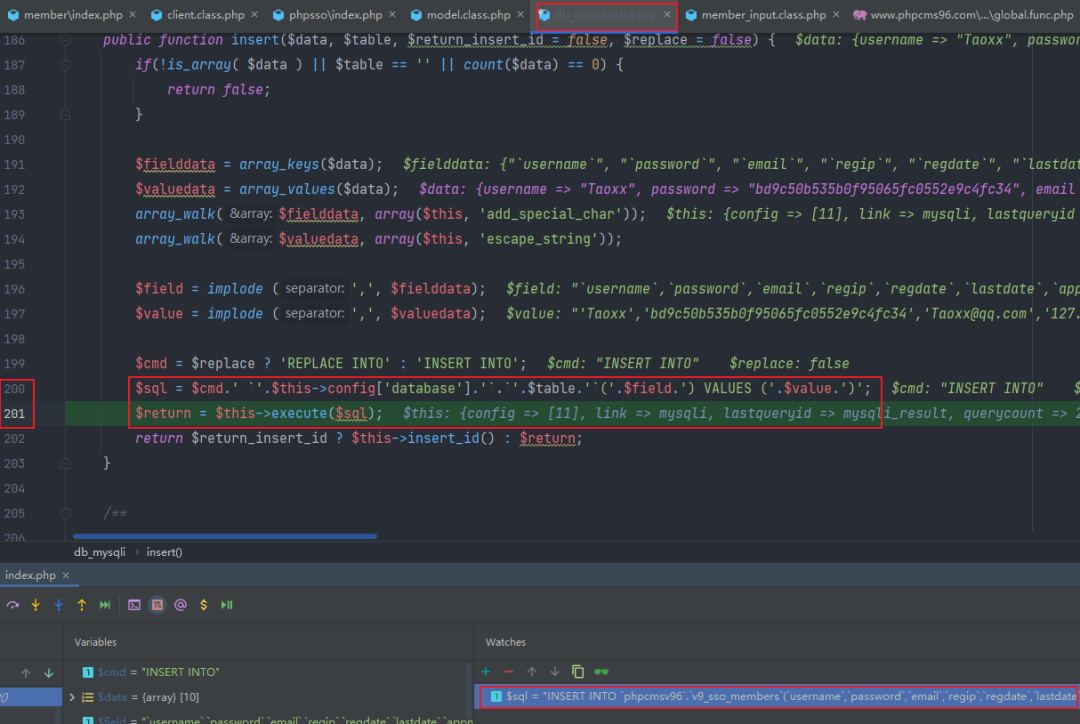 member\index.php × client.class.php × phpsso\index.php × model.class.php × db_mysqli.class.php × member_input.class.php × www.phpcms96.com\...\global.func.php
186 public function insert($data, $table, $return_insert_id = false, $replace = false) { $data: {username => "Taoxx", passwor
187 if(!is_array( $data ) || $table == '' || count($data) == 0) {
188 return false;
189 }
190
191 $fielddata = array_keys($data); $fielddata: {"`username`", "`password`", "`email`", "`regip`", "`regdate`", "`lastdat
192 $valuedata = array_values($data); $data: {username => "Taoxx", password => "bd9c50b535b0f95065fc0552e9c4fc34", email
193 array_walk( &array: $fielddata, array($this, 'add_special_char')); $this: {config => [11], link => mysqli, lastqueryid
194 array_walk( &array: $valuedata, array($this, 'escape_string'));
195
196 $field = implode ( separator: ',', $fielddata); $field: "`username`,`password`,`email`,`regip`,`regdate`,`lastdate`,`app
197 $value = implode ( separator: ',', $valuedata); $value: "'Taoxx','bd9c50b535b0f95065fc0552e9c4fc34','Taoxx@qq.com','127.
198
199 $cmd = $replace ? 'REPLACE INTO' : 'INSERT INTO'; $cmd: "INSERT INTO" $replace: false
200 $sql = $cmd.' `'.$this->config['database'].'`.`'.$table.'`('.$field.') VALUES ('.$value.')'; $cmd: "INSERT INTO" $
201 $return = $this->execute($sql); $this: {config => [11], link => mysqli, lastqueryid => mysqli_result, querycount => 2
202 return $return_insert_id ? $this->insert_id() : $return;
203 }
204
205 /**
206
db_mysqli › insert()
index.php ×
Variables Watches
$cmd = "INSERT INTO"
$data = {array} [10]
$sql = "INSERT INTO `phpcmsv96`.`v9_sso_members`(`username`,`password`,`email`,`regip`,`regdate`,`lastdate
$field = "`username`,`password`,`email`,`regip`,`regdate`,`lastdate`,`appn